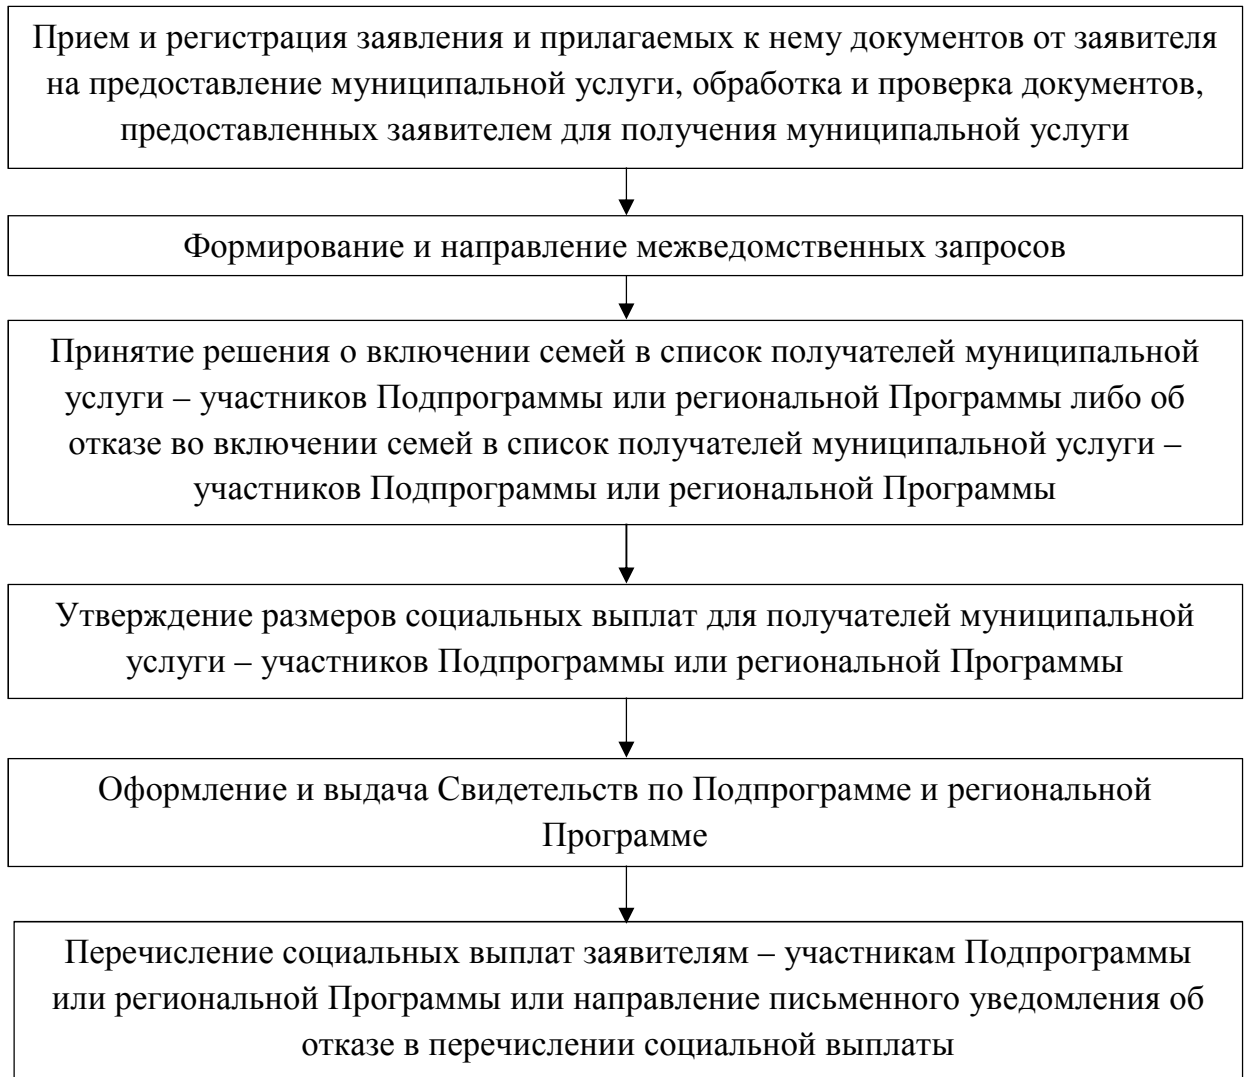 Прием и регистрация заявления и прилагаемых к нему документов от заявителя
на предоставление муниципальной услуги, обработка и проверка документов,
предоставленных заявителем для получения муниципальной услуги
Формирование и направление межведомственных запросов
Принятие решения о включении семей в список получателей муниципальной
услуги – участников Подпрограммы или региональной Программы либо об
отказе во включении семей в список получателей муниципальной услуги –
участников Подпрограммы или региональной Программы
Утверждение размеров социальных выплат для получателей муниципальной
услуги – участников Подпрограммы или региональной Программы
Оформление и выдача Свидетельств по Подпрограмме и региональной
Программе
Перечисление социальных выплат заявителям – участникам Подпрограммы
или региональной Программы или направление письменного уведомления об
отказе в перечислении социальной выплаты